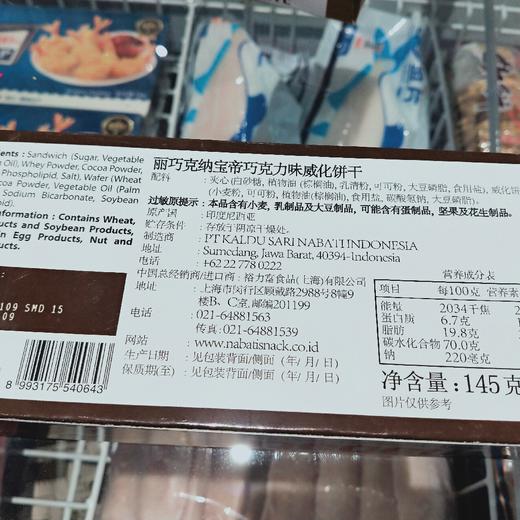 ents : Sandwich (Sugar, Vegetable
Oil), Whey Powder, Cocoa Powder,
Phospholipid, Salt), Wafer (Wheat
oa Powder, Vegetable Oil (Palm
Sodium Bicarbonate, Soybean
formation : Contains Wheat,
ducts and Soybean Products,
n Egg Products, Nut and
109 SMD 15
09
8 993175 540643
丽巧克纳宝帝巧克力味威化饼干
配料 : 夹心 (白砂糖, 植物油 (棕榈油), 乳清粉, 可可粉, 大豆磷脂, 食用盐), 威化饼
(小麦粉, 可可粉, 植物油 (棕榈油), 食用盐, 碳酸氢钠, 大豆磷脂).
过敏原提示 : 本品含有小麦, 乳制品及大豆制品, 可能含有蛋制品, 坚果及花生制品。
原产国 : 印度尼西亚
贮存条件 : 存放于阴凉干燥处.
制造商 : PT KALDU SARI NABATI INDONESIA
地址 : Sumedang, Jawa Barat, 40394-Indonesia
电话 : +62 22 778 0222
中国总经销商/进口商 : 裕力畜食品(上海)有限公司
地址 : 上海市闵行区顾戴路2988号8幢9
楼B、C室,邮编201199
电话 : 021-64881563
传真 : 021-64881539
网站 : www.nabatisnack.co.id
生产日期 : 见包装背面/侧面 (年/月/日)
保质期(至) : 见包装背面/侧面 (年/月/日)
营养成分表
项目 每100克 营养素
能量 2034千焦
蛋白质 6.7克
脂肪 19.8克
碳水化合物 70.0克
钠 220毫克
净含量: 145克
图片仅供参考